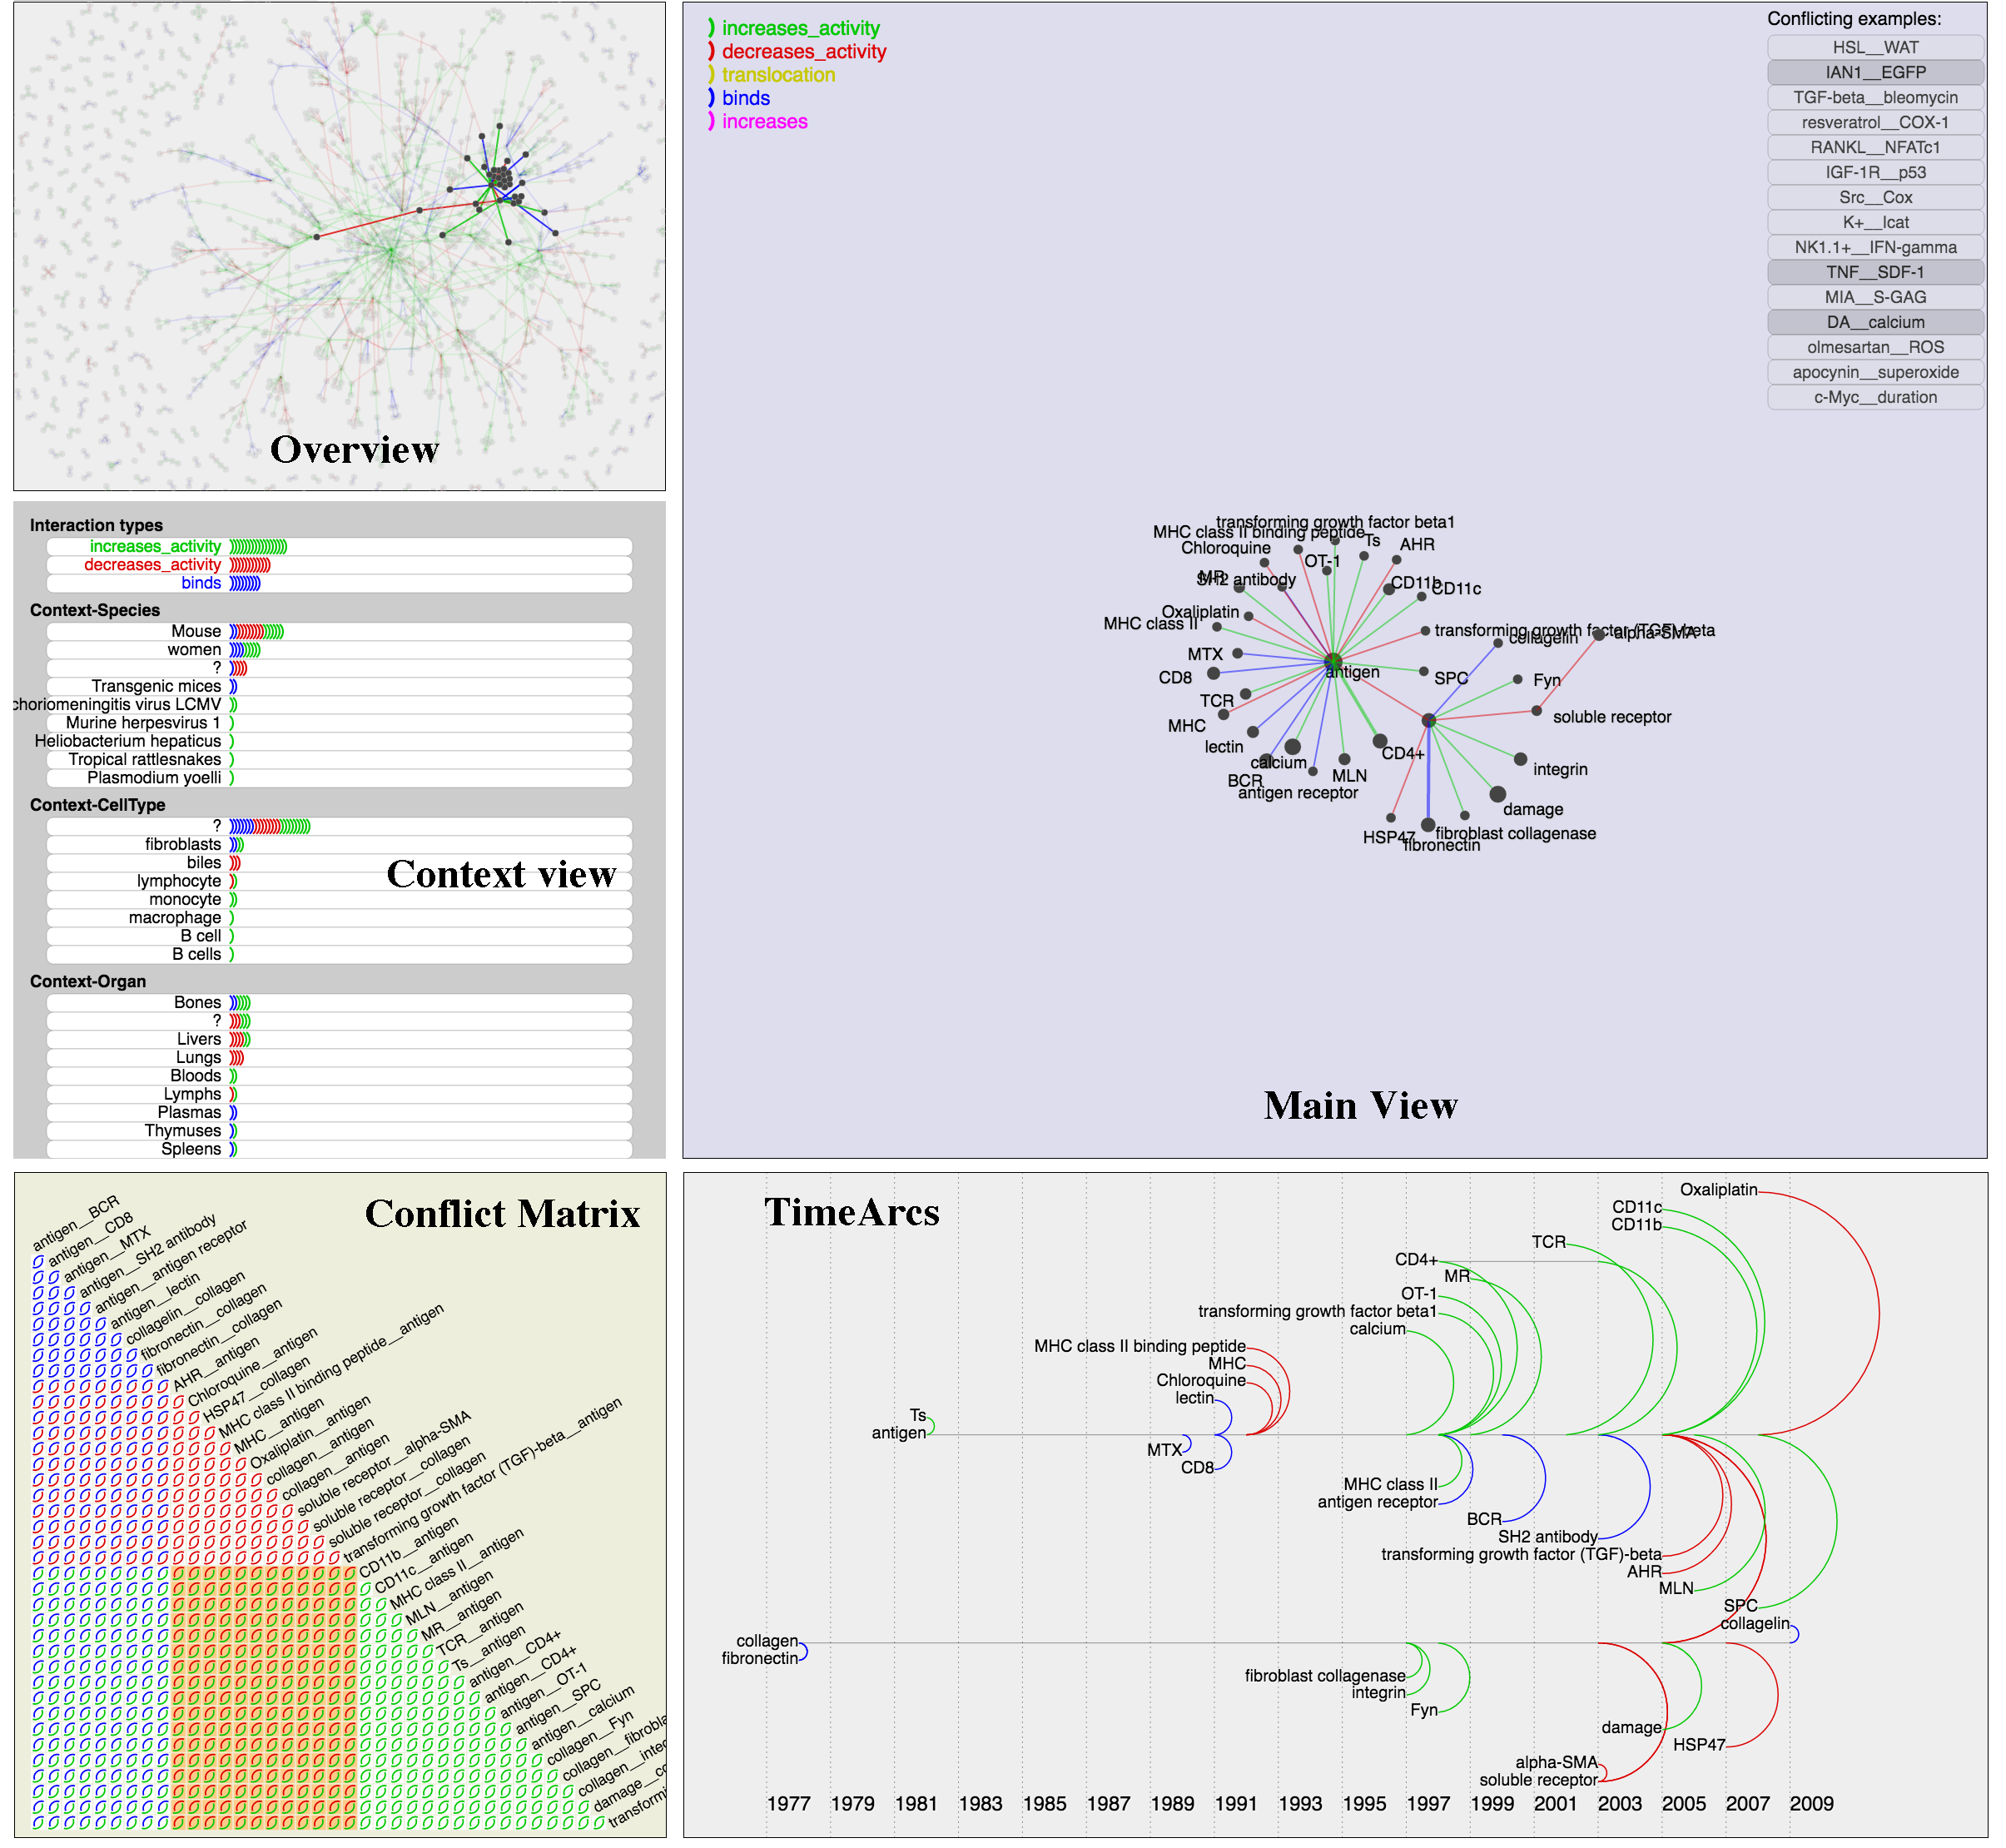 Overview
increases_activity
decreases_activity
translocation
binds
increases
Conflicting examples:
HSL__WAT
IAN1__EGFP
TGF-beta__bleomycin
resveratrol__COX-1
RANKL__NFATc1
IGF-1R__p53
Src__Cox
K+__Icat
NK1.1+__IFN-gamma
TNF__SDF-1
MIA__S-GAG
DA__calcium
olmesartan__ROS
apocynin__superoxide
c-Myc__duration
transforming growth factor beta1
MHC class II binding peptide
Ts
AHR
Chloroquine
OT-1
MR
SH2 antibody
CD11b
CD11c
Oxaliplatin
MHC class II
transforming growth factor (TGF)-beta
alpha-SMA
collagelin
MTX
antigen
CD8
SPC
Fyn
TCR
MHC
soluble receptor
lectin
CD4+
calcium
BCR
MLN
antigen receptor
integrin
damage
HSP47
fibroblast collagenase
fibronectin
Main View
Interaction types
increases_activity
decreases_activity
binds
Context-Species
Mouse
women
?
Transgenic mices
choriomeningitis virus LCMV
Murine herpesvirus 1
Heliobacterium hepaticus
Tropical rattlesnakes
Plasmodium yoelli
Context-CellType
?
fibroblasts
biles
Context view
lymphocyte
monocyte
macrophage
B cell
B cells
Context-Organ
Bones
?
Livers
Lungs
Bloods
Lymphs
Plasmas
Thymuses
Spleens
Conflict Matrix
antigen__BCR
antigen__CD8
antigen__MTX
antigen__SH2 antibody
antigen__antigen receptor
antigen__lectin
collagelin__collagen
fibronectin__collagen
fibronectin__collagen
AHR__antigen
Chloroquine__antigen
HSP47__collagen
MHC class II binding peptide__antigen
MHC__antigen
Oxaliplatin__antigen
collagen__antigen
collagen__antigen
soluble receptor__alpha-SMA
soluble receptor__collagen
soluble receptor__collagen
transforming growth factor (TGF)-beta__antigen
CD11b__antigen
CD11c__antigen
MHC class II__antigen
MLN__antigen
MR__antigen
TCR__antigen
Ts__antigen
antigen__CD4+
antigen__CD4+
antigen__OT-1
antigen__SPC
antigen__calcium
collagen__Fyn
collagen__fibrobla
collagen__integ
damage__co
transformi
TimeArcs
Oxaliplatin
CD11c
CD11b
TCR
CD4+
MR
OT-1
transforming growth factor beta1
calcium
MHC class II binding peptide
MHC
Chloroquine
lectin
Ts
antigen
MTX
CD8
MHC class II
antigen receptor
BCR
SH2 antibody
transforming growth factor (TGF)-beta
AHR
MLN
SPC
collagelin
collagen
fibronectin
fibroblast collagenase
integrin
Fyn
damage
HSP47
alpha-SMA
soluble receptor
1977 1979 1981 1983 1985 1987 1989 1991 1993 1995 1997 1999 2001 2003 2005 2007 2009